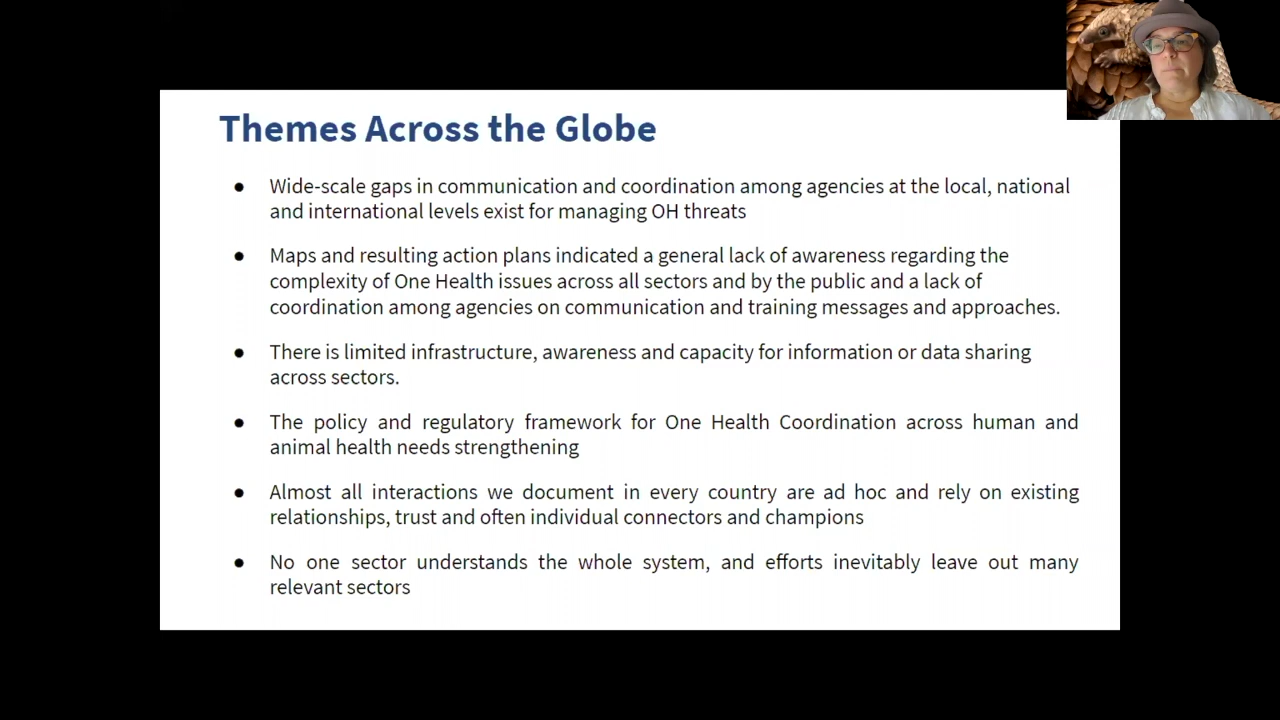 Themes Across the Globe
● Wide-scale gaps in communication and coordination among agencies at the local, national
and international levels exist for managing OH threats
● Maps and resulting action plans indicated a general lack of awareness regarding the
complexity of One Health issues across all sectors and by the public and a lack of
coordination among agencies on communication and training messages and approaches.
● There is limited infrastructure, awareness and capacity for information or data sharing
across sectors.
● The policy and regulatory framework for One Health Coordination across human and
animal health needs strengthening
● Almost all interactions we document in every country are ad hoc and rely on existing
relationships, trust and often individual connectors and champions
● No one sector understands the whole system, and efforts inevitably leave out many
relevant sectors